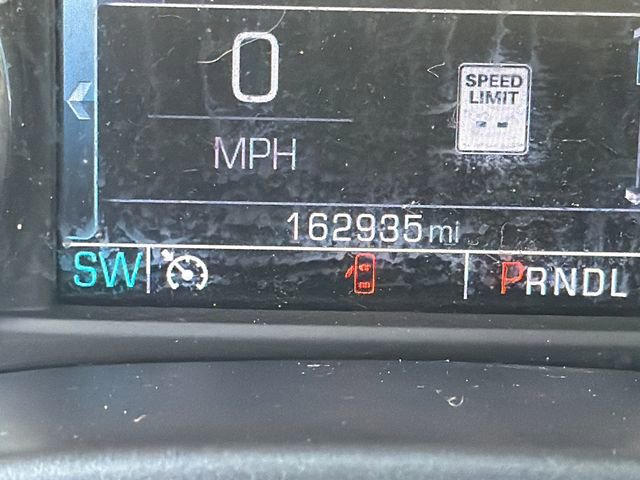 0
SPEED
LIMIT
--
MPH
162935 mi
SW
PRNDL